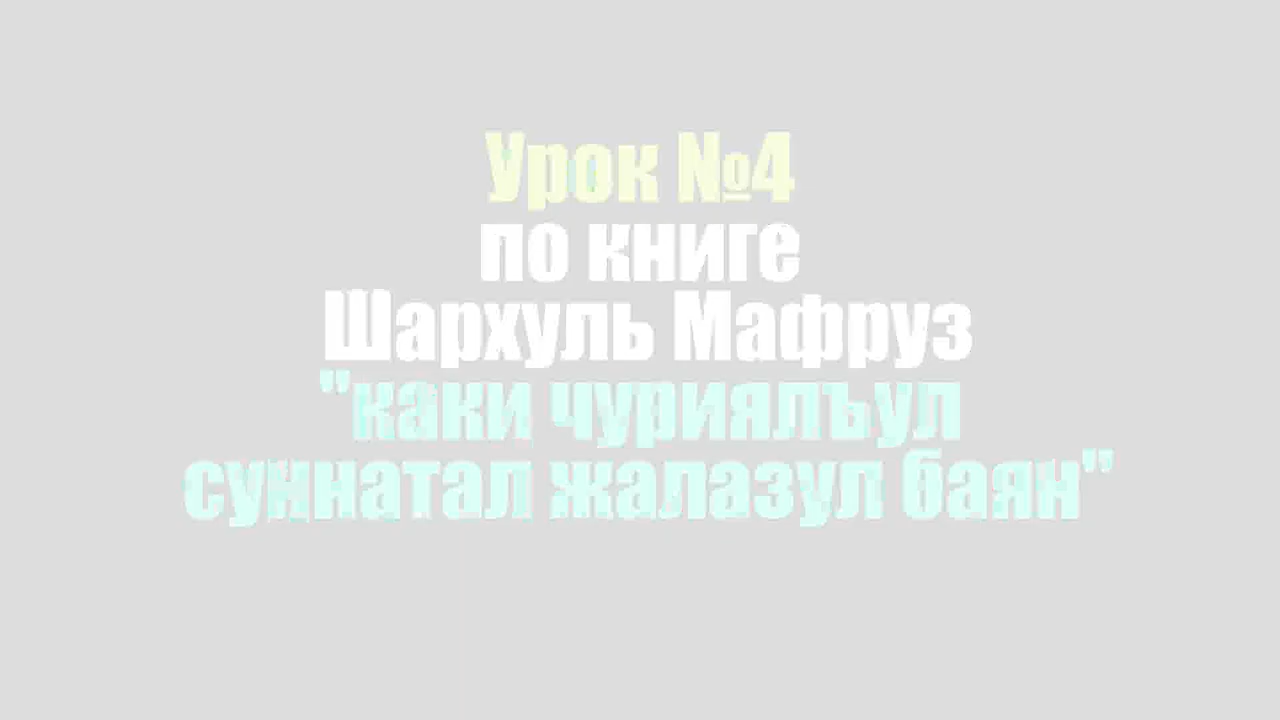 Урок №4
по книге
Шархуль Мафруз
"каки чуриялъул
суннатал жалазул баян"